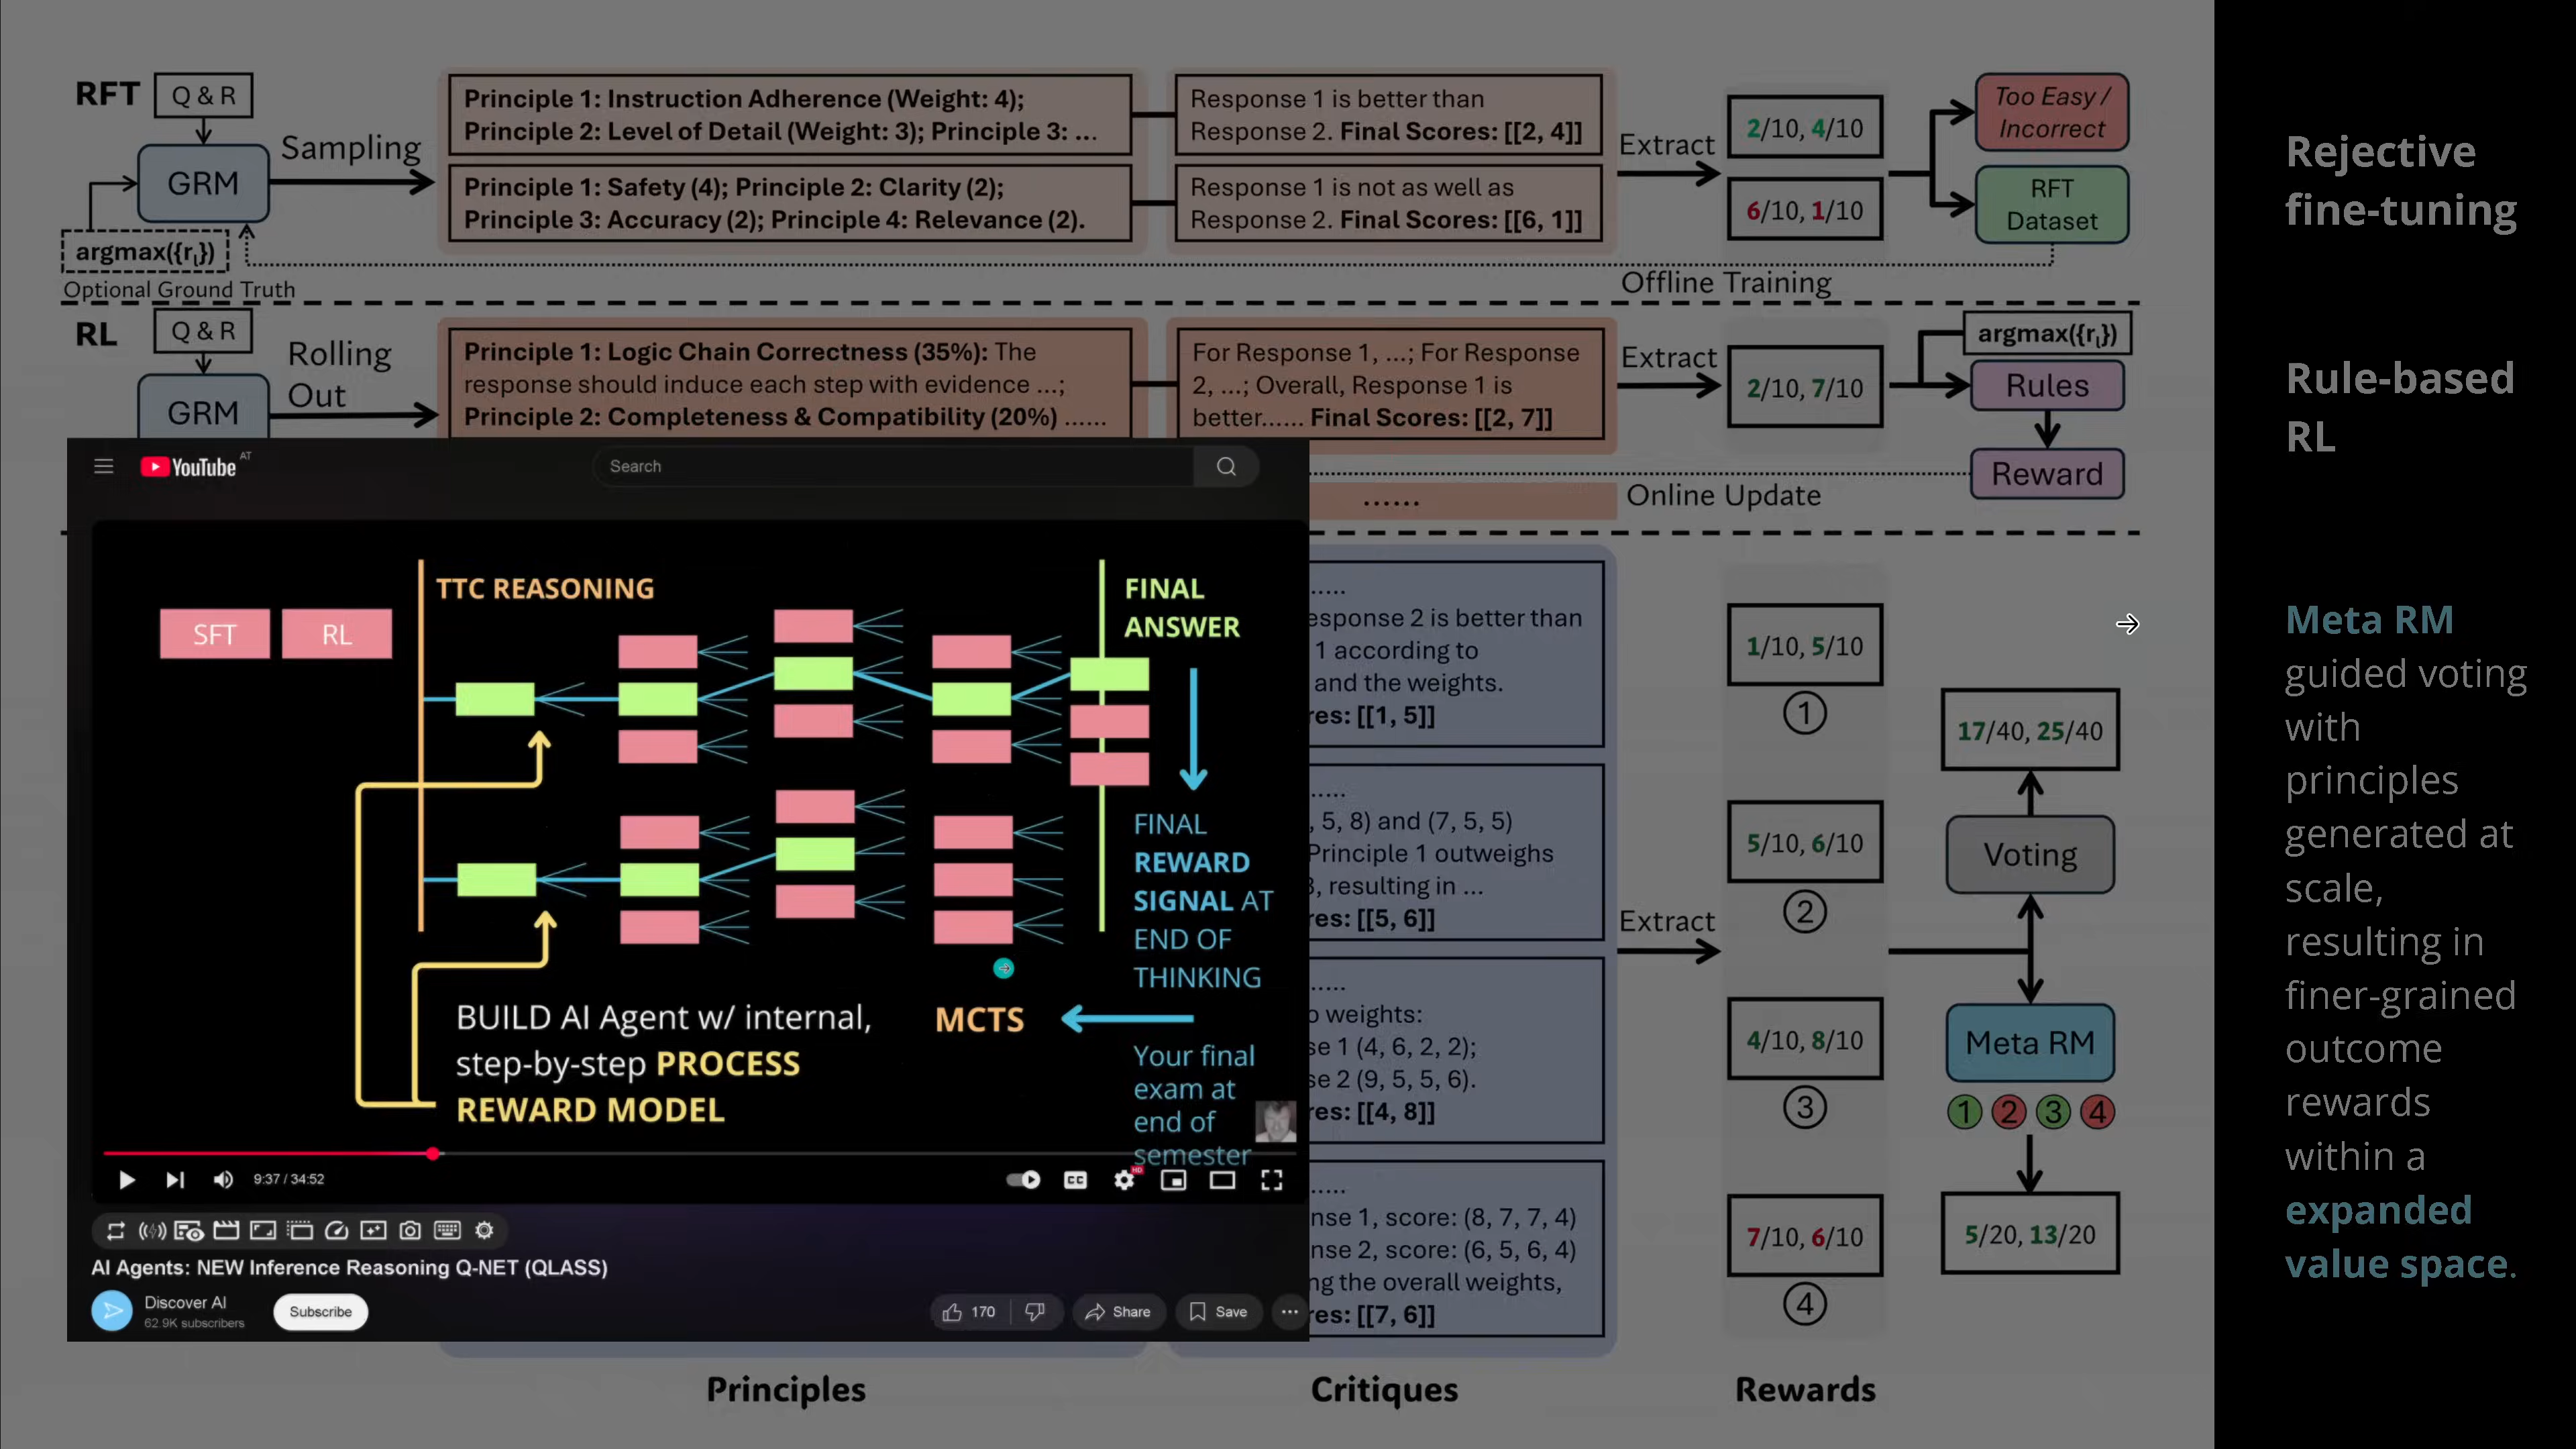 RFT
Q & R
GRM
argmax({rₗ})
Optional Ground Truth
Sampling
Principle 1: Instruction Adherence (Weight: 4);
Principle 2: Level of Detail (Weight: 3); Principle 3: ...
Principle 1: Safety (4); Principle 2: Clarity (2);
Principle 3: Accuracy (2); Principle 4: Relevance (2).
Response 1 is better than
Response 2. Final Scores: [[2, 4]]
Response 1 is not as well as
Response 2. Final Scores: [[6, 1]]
Extract
2/10, 4/10
6/10, 1/10
Too Easy /
Incorrect
RFT
Dataset
Offline Training
RL
Q & R
GRM
Rolling
Out
Principle 1: Logic Chain Correctness (35%): The
response should induce each step with evidence ...;
Principle 2: Completeness & Compatibility (20%) ......
For Response 1, ...; For Response
2, ...; Overall, Response 1 is
better...... Final Scores: [[2, 7]]
Extract
2/10, 7/10
argmax({rₗ})
Rules
Reward
......
Online Update
YouTube AT
Search
SFT
RL
TTC REASONING
FINAL
ANSWER
FINAL
REWARD
SIGNAL AT
END OF
THINKING
MCTS
Your final
exam at
end of
semester
BUILD AI Agent w/ internal,
step-by-step PROCESS
REWARD MODEL
9:37 / 34:52
CC
HD
AI Agents: NEW Inference Reasoning Q-NET (QLASS)
Discover AI
62.9K subscribers
Subscribe
170
Share
Save
...
.....
esponse 2 is better than
1 according to
and the weights.
res: [[1, 5]]
.....
, 5, 8) and (7, 5, 5)
Principle 1 outweighs
, resulting in ...
res: [[5, 6]]
.....
weights:
se 1 (4, 6, 2, 2);
se 2 (9, 5, 5, 6).
res: [[4, 8]]
.....
nse 1, score: (8, 7, 7, 4)
nse 2, score: (6, 5, 6, 4)
ng the overall weights,
res: [[7, 6]]
Extract
1/10, 5/10
1
5/10, 6/10
2
4/10, 8/10
3
7/10, 6/10
4
17/40, 25/40
Voting
Meta RM
1 2 3 4
5/20, 13/20
Principles
Critiques
Rewards
Rejective
fine-tuning
Rule-based
RL
Meta RM
guided voting
with
principles
generated at
scale,
resulting in
finer-grained
outcome
rewards
within a
expanded
value space.